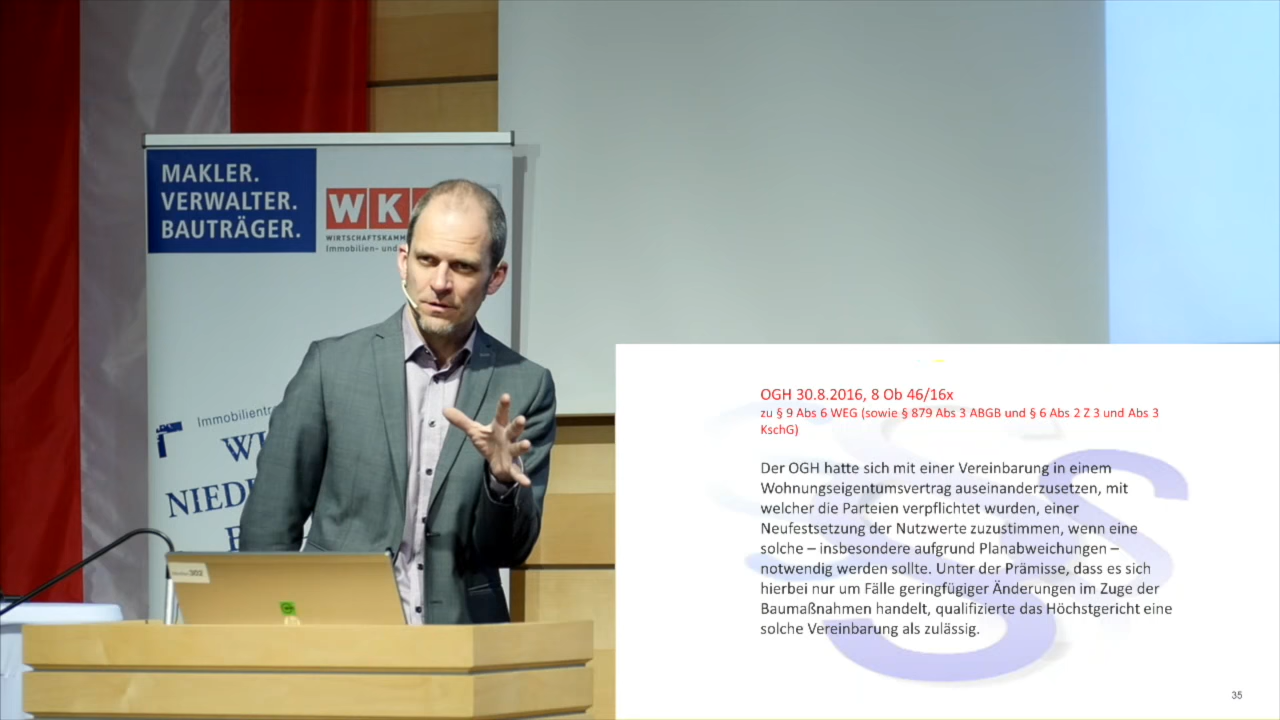 MAKLER.
VERWALTER.
BAUTRÄGER.
WK
Immobilien- und
WI
NIEDE
OGH 30.8.2016, 8 Ob 46/16x
zu § 9 Abs 6 WEG (sowie § 879 Abs 3 ABGB und § 6 Abs 2 Z 3 und Abs 3
KschG)
Der OGH hatte sich mit einer Vereinbarung in einem
Wohnungseigentumsvertrag auseinanderzusetzen, mit
welcher die Parteien verpflichtet wurden, einer
Neufestsetzung der Nutzwerte zuzustimmen, wenn eine
solche – insbesondere aufgrund Planabweichungen –
notwendig werden sollte. Unter der Prämisse, dass es sich
hierbei nur um Fälle geringfügiger Änderungen im Zuge der
Baumaßnahmen handelt, qualifizierte das Höchstgericht eine
solche Vereinbarung als zulässig.
35